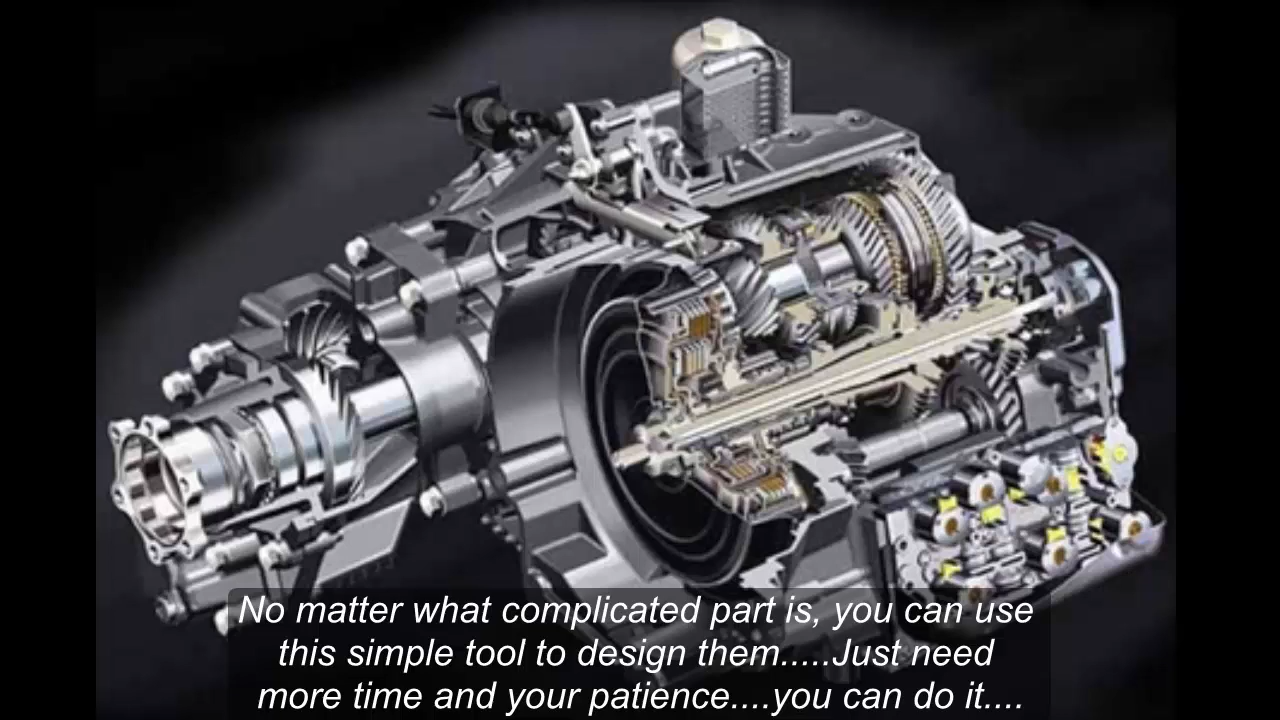 No matter what complicated part is, you can use
this simple tool to design them.....Just need
more time and your patience....you can do it....